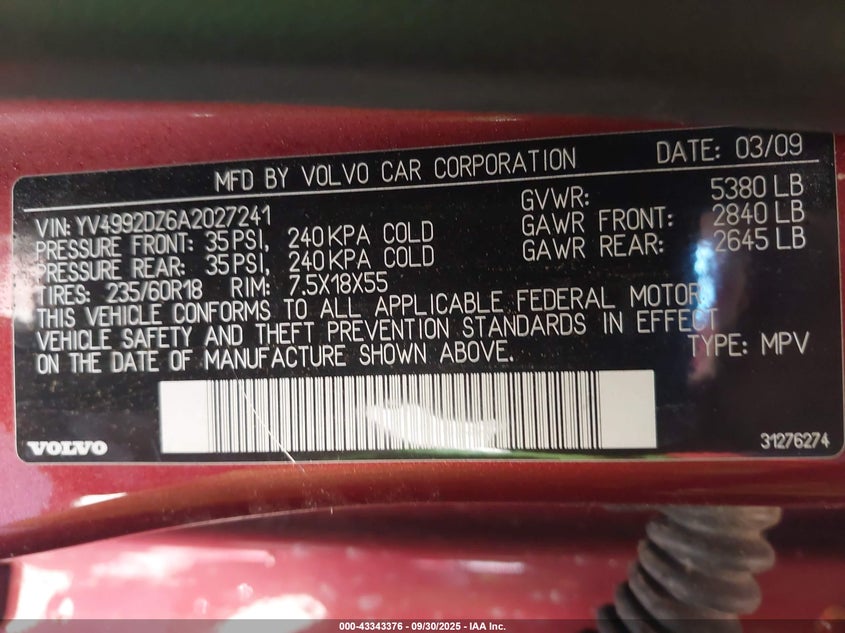 MFD BY VOLVO CAR CORPORATION DATE: 03/09
VIN: YV4992DZ6A2027241 GVWR: 5380 LB
PRESSURE FRONT: 35 PSI, 240 KPA COLD GAWR FRONT: 2840 LB
PRESSURE REAR: 35 PSI, 240 KPA COLD GAWR REAR: 2645 LB
TIRES: 235/60R18 RIM: 7.5X18X55
THIS VEHICLE CONFORMS TO ALL APPLICABLE FEDERAL MOTOR
VEHICLE SAFETY AND THEFT PREVENTION STANDARDS IN EFFECT
ON THE DATE OF MANUFACTURE SHOWN ABOVE. TYPE: MPV
VOLVO 31276274
000-43343376 - 09/30/2025 - IAA Inc.